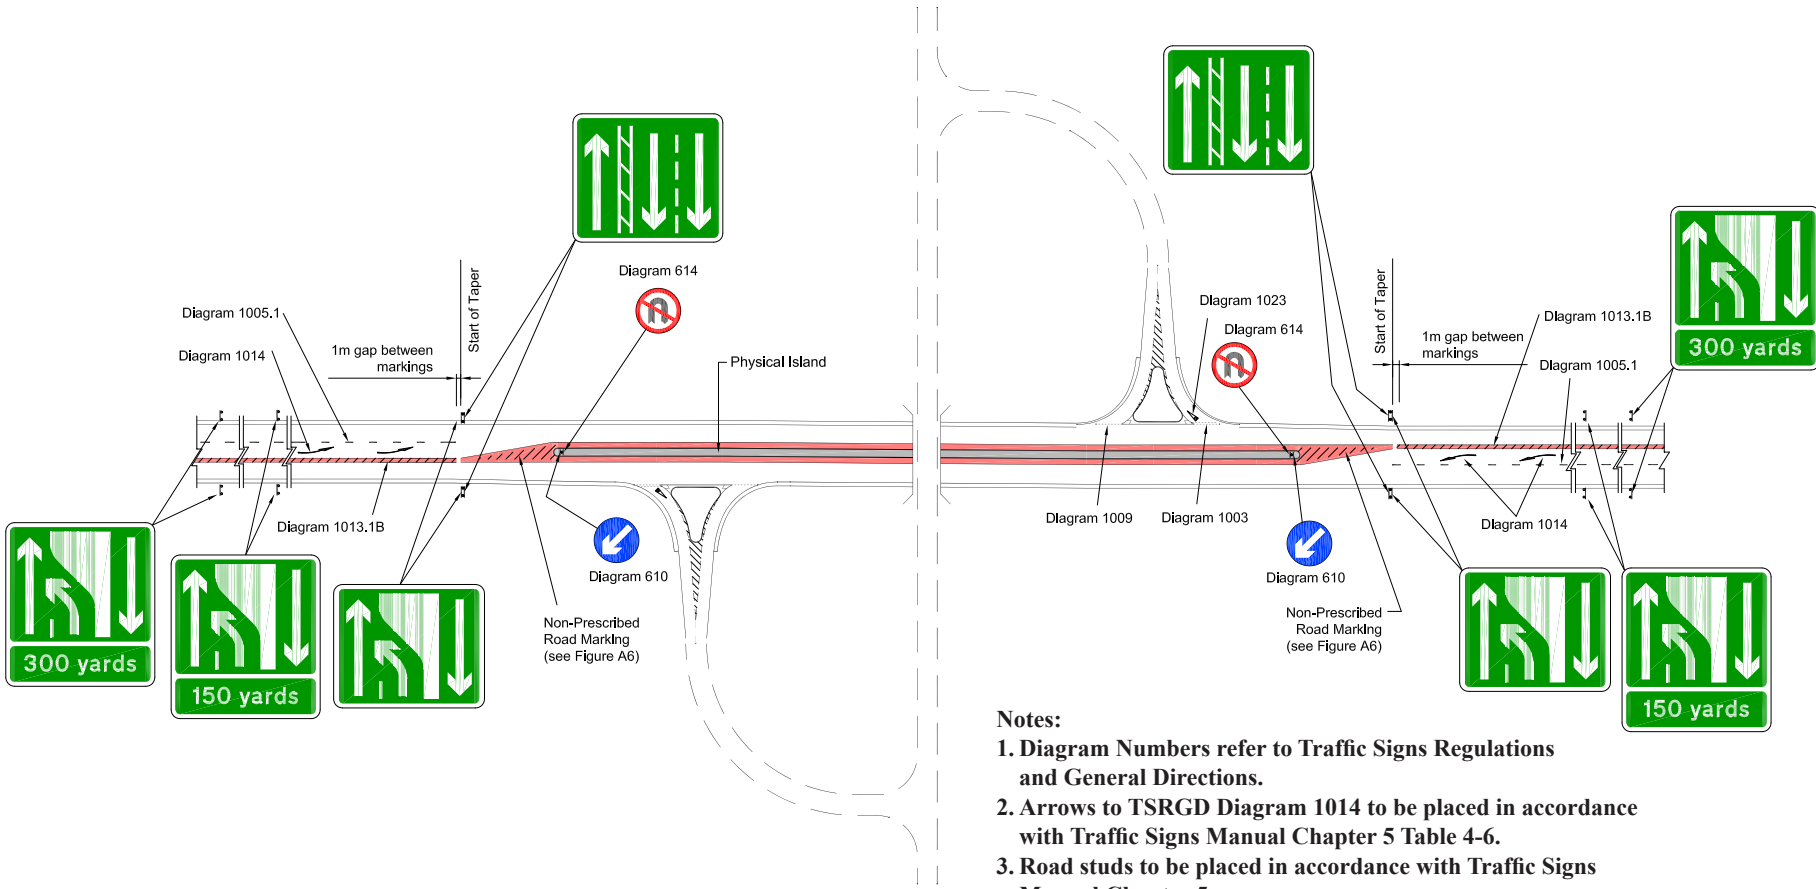 Diagram 614
Start of Taper
Diagram 1005.1
Diagram 1014
1m gap between
markings
Physical Island
Diagram 1013.1B
Diagram 610
Non-Prescribed
Road Marking
(see Figure A6)
300 yards
150 yards
Diagram 1023
Diagram 614
Start of Taper
Diagram 1013.1B
1m gap between
markings
Diagram 1005.1
300 yards
Diagram 1009
Diagram 1003
Diagram 1014
Diagram 610
Non-Prescribed
Road Marking
(see Figure A6)
150 yards
Notes:
1. Diagram Numbers refer to Traffic Signs Regulations
and General Directions.
2. Arrows to TSRGD Diagram 1014 to be placed in accordance
with Traffic Signs Manual Chapter 5 Table 4-6.
3. Road studs to be placed in accordance with Traffic Signs
Manual Chapter 5